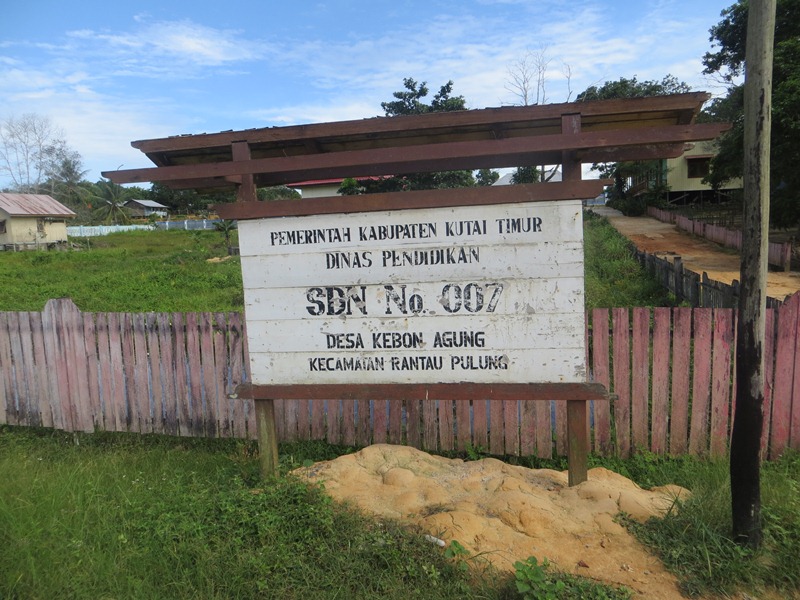 PEMERINTAH KABUPATEN KUTAI TIMUR
DINAS PENDIDIKAN
SDN No. 007
DESA KEBON AGUNG
KECAMATAN RANTAU PULUNG